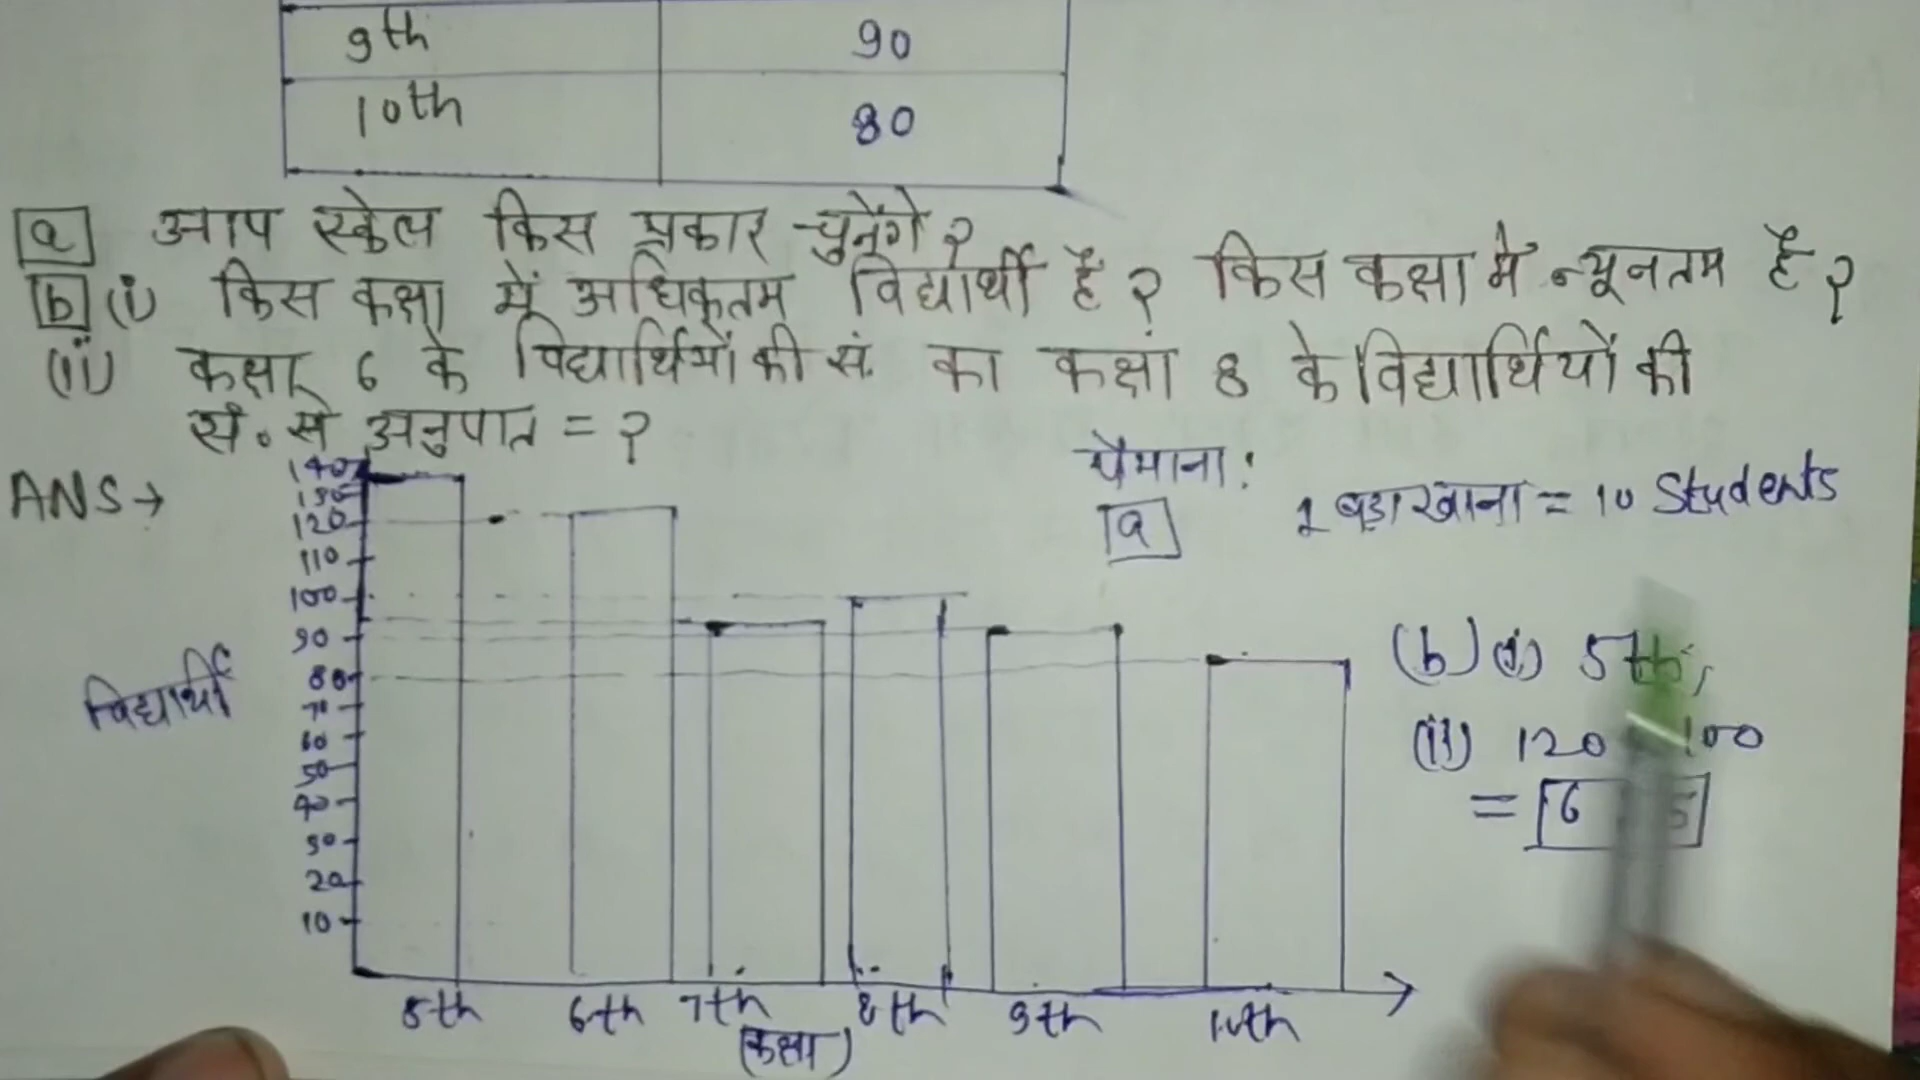 9th 90
10th 80
a आप स्केल किस प्रकार चुनेंगे ?
b (i) किस कक्षा में अधिकतम विद्यार्थी हैं ? किस कक्षा में न्यूनतम हैं ?
(ii) कक्षा 6 के विद्यार्थियों की सं. का कक्षा 8 के विद्यार्थियों की
सं. से अनुपात = ?
ANS →
पैमाना :
a 1 बड़ा खाना = 10 Students
140
130
120
110
100
90
80
70
60
50
40
30
20
10
विद्यार्थी
5th 6th 7th 8th 9th 10th
(कक्षा)
(b) (i) 5th,
(ii) 120 100
= 6 5